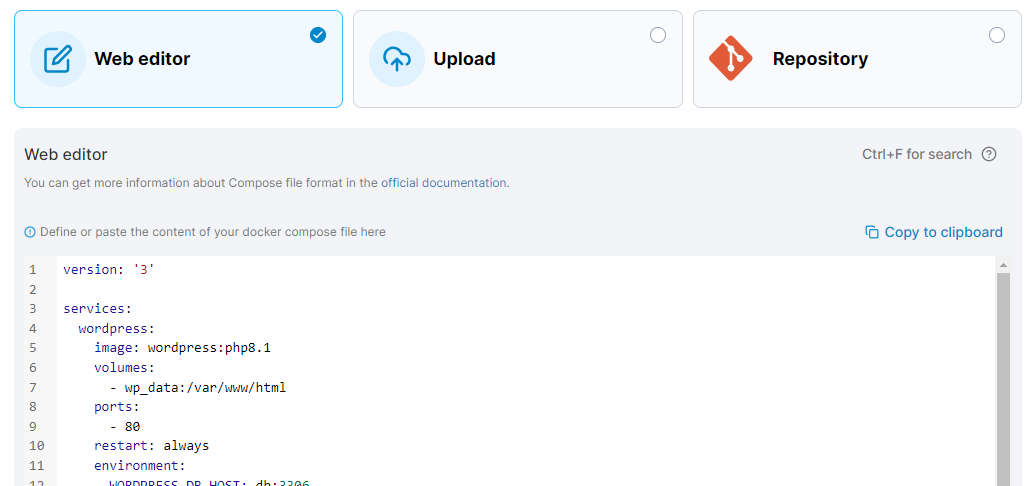 Web editor
Upload
Repository
Web editor
Ctrl+F for search
You can get more information about Compose file format in the official documentation.
Define or paste the content of your docker compose file here
Copy to clipboard
1 version: '3'
2
3 services:
4   wordpress:
5     image: wordpress:php8.1
6     volumes:
7       - wp_data:/var/www/html
8     ports:
9       - 80
10     restart: always
11     environment:
12       WORDPRESS_DB_HOST: db:3306